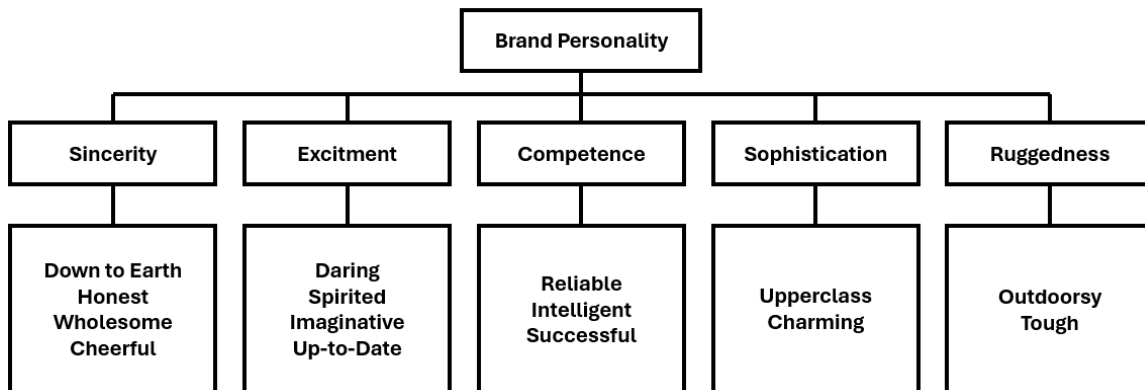 Brand Personality
Sincerity
Excitment
Competence
Sophistication
Ruggedness
Down to Earth
Honest
Wholesome
Cheerful
Daring
Spirited
Imaginative
Up-to-Date
Reliable
Intelligent
Successful
Upperclass
Charming
Outdoorsy
Tough